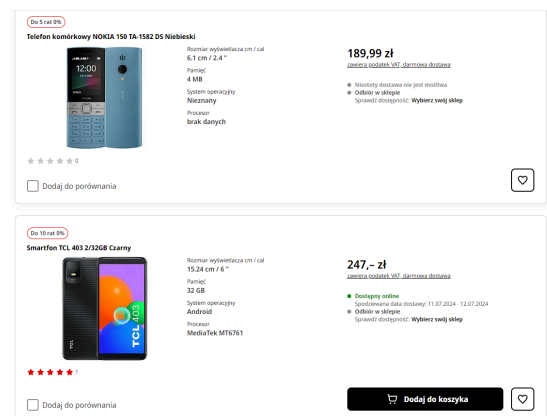 Do 5 rat 0%
Telefon komórkowy NOKIA 150 TA-1582 DS Niebieski
12:00
Rozmiar wyświetlacza cm / cal
6.1 cm / 2.4 "
Pamięć
4 MB
System operacyjny
Nieznany
Procesor
brak danych
189,99 zł
zawiera podatek VAT, darmowa dostawa
Niestety dostawa nie jest możliwa
Odbiór w sklepie
Sprawdź dostępność: Wybierz swój sklep
0
Dodaj do porównania
Do 10 rat 0%
Smartfon TCL 403 2/32GB Czarny
TCL
TCL 403
Rozmiar wyświetlacza cm / cal
15.24 cm / 6 "
Pamięć
32 GB
System operacyjny
Android
Procesor
MediaTek MT6761
247,– zł
zawiera podatek VAT, darmowa dostawa
Dostępny online
Spodziewana data dostawy: 11.07.2024 - 12.07.2024
Odbiór w sklepie
Sprawdź dostępność: Wybierz swój sklep
1
Dodaj do porównania
Dodaj do koszyka